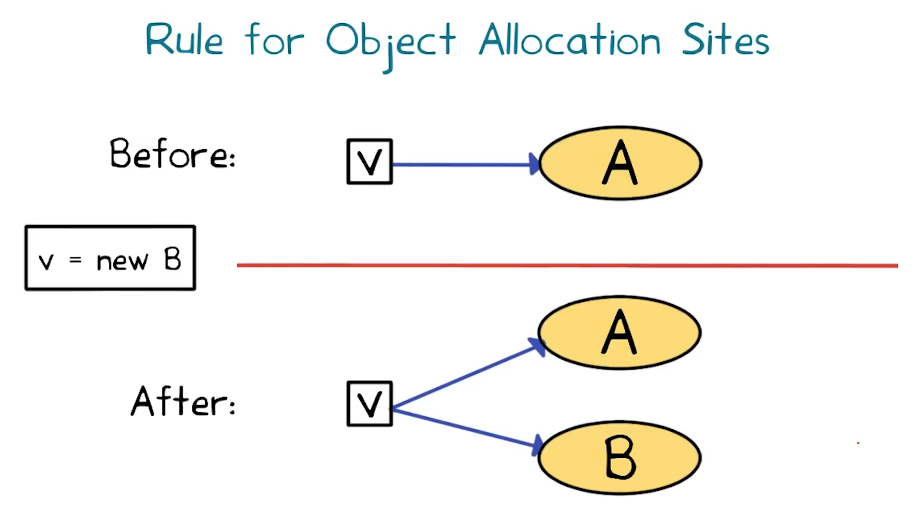 Rule for Object Allocation Sites
Before:
v
A
v = new B
A
After:
v
B